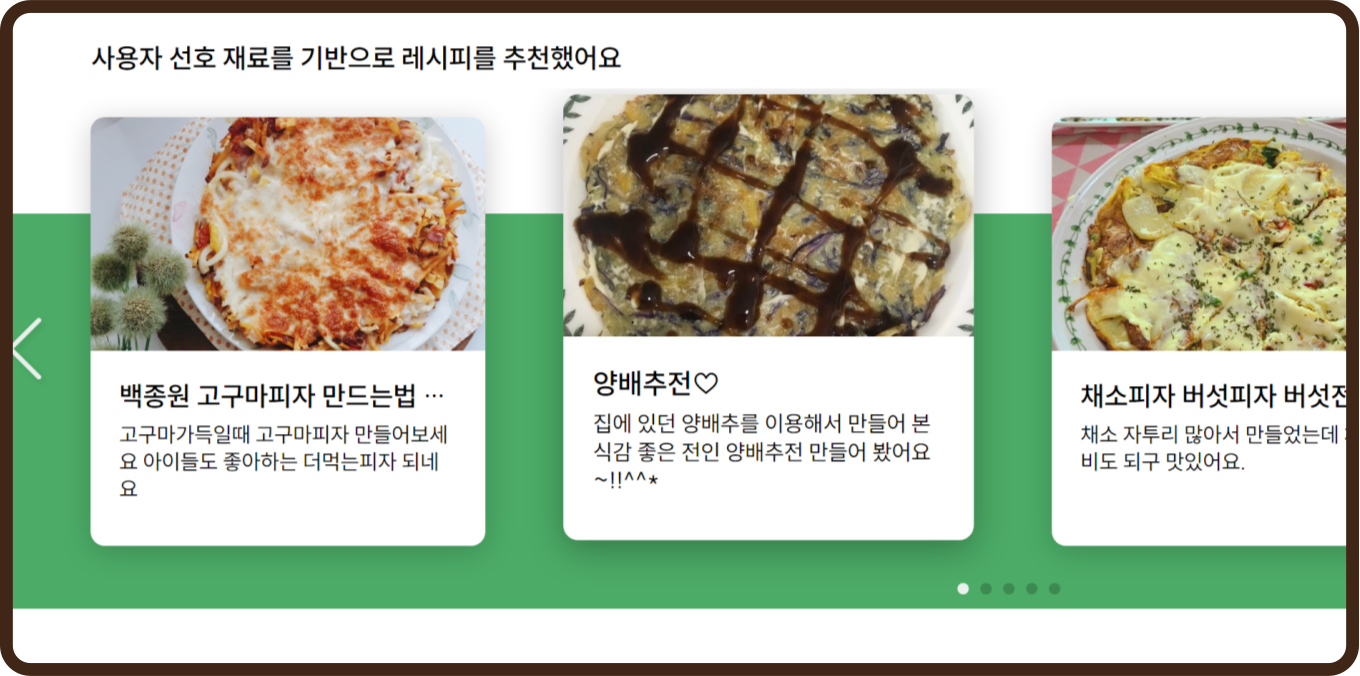 사용자 선호 재료를 기반으로 레시피를 추천했어요
백종원 고구마피자 만드는법 …
고구마가득일때 고구마피자 만들어보세
요 아이들도 좋아하는 더먹는피자 되네
요
양배추전♡
집에 있던 양배추를 이용해서 만들어 본
식감 좋은 전인 양배추전 만들어 봤어요
~!!^^*
채소피자 버섯피자 버섯전
채소 자투리 많아서 만들었는데
비도 되구 맛있어요.